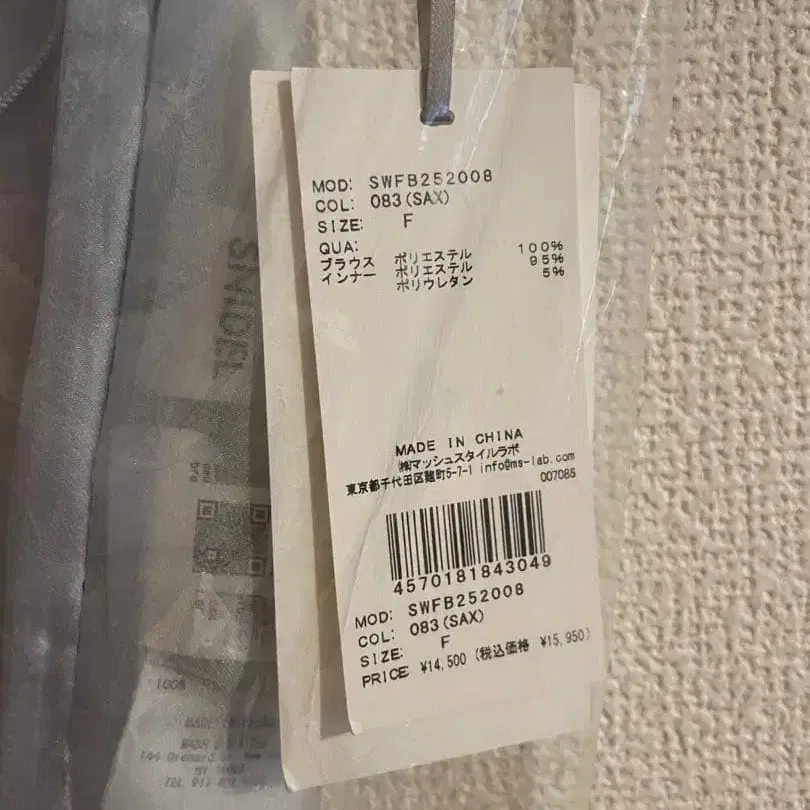 MOD: SWFB252008
COL: 083(SAX)
SIZE: F
QUA:
ブラウス ポリエステル 100%
インナー ポリエステル 95%
ポリウレタン 5%
MADE IN CHINA
㈱マッシュスタイルラボ
東京都千代田区麹町5-7-1 info@ms-lab.com
007085
4570181843049
MOD: SWFB252008
COL: 083(SAX)
SIZE: F
PRICE: ¥14,500 (税込価格 ¥15,950)
SNIDEL
100%